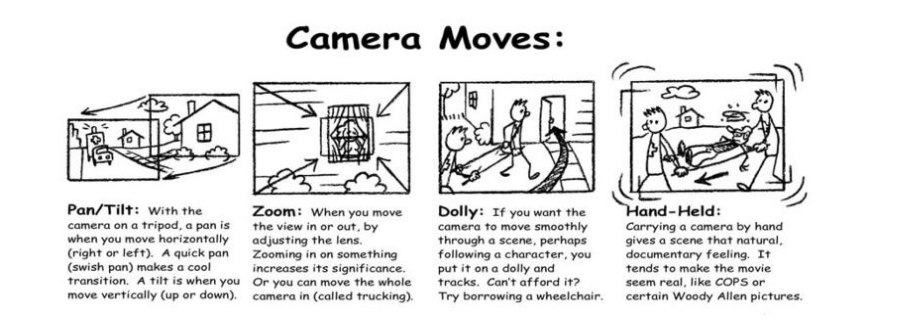 Camera Moves:
Pan/Tilt: With the
camera on a tripod, a pan is
when you move horizontally
(right or left). A quick pan
(swish pan) makes a cool
transition. A tilt is when you
move vertically (up or down).
Zoom: When you move
the view in or out, by
adjusting the lens.
Zooming in on something
increases its significance.
Or you can move the whole
camera in (called trucking).
Dolly: If you want the
camera to move smoothly
through a scene, perhaps
following a character, you
put it on a dolly and
tracks. Can't afford it?
Try borrowing a wheelchair.
Hand-Held:
Carrying a camera by hand
gives a scene that natural,
documentary feeling. It
tends to make the movie
seem real, like COPS or
certain Woody Allen pictures.